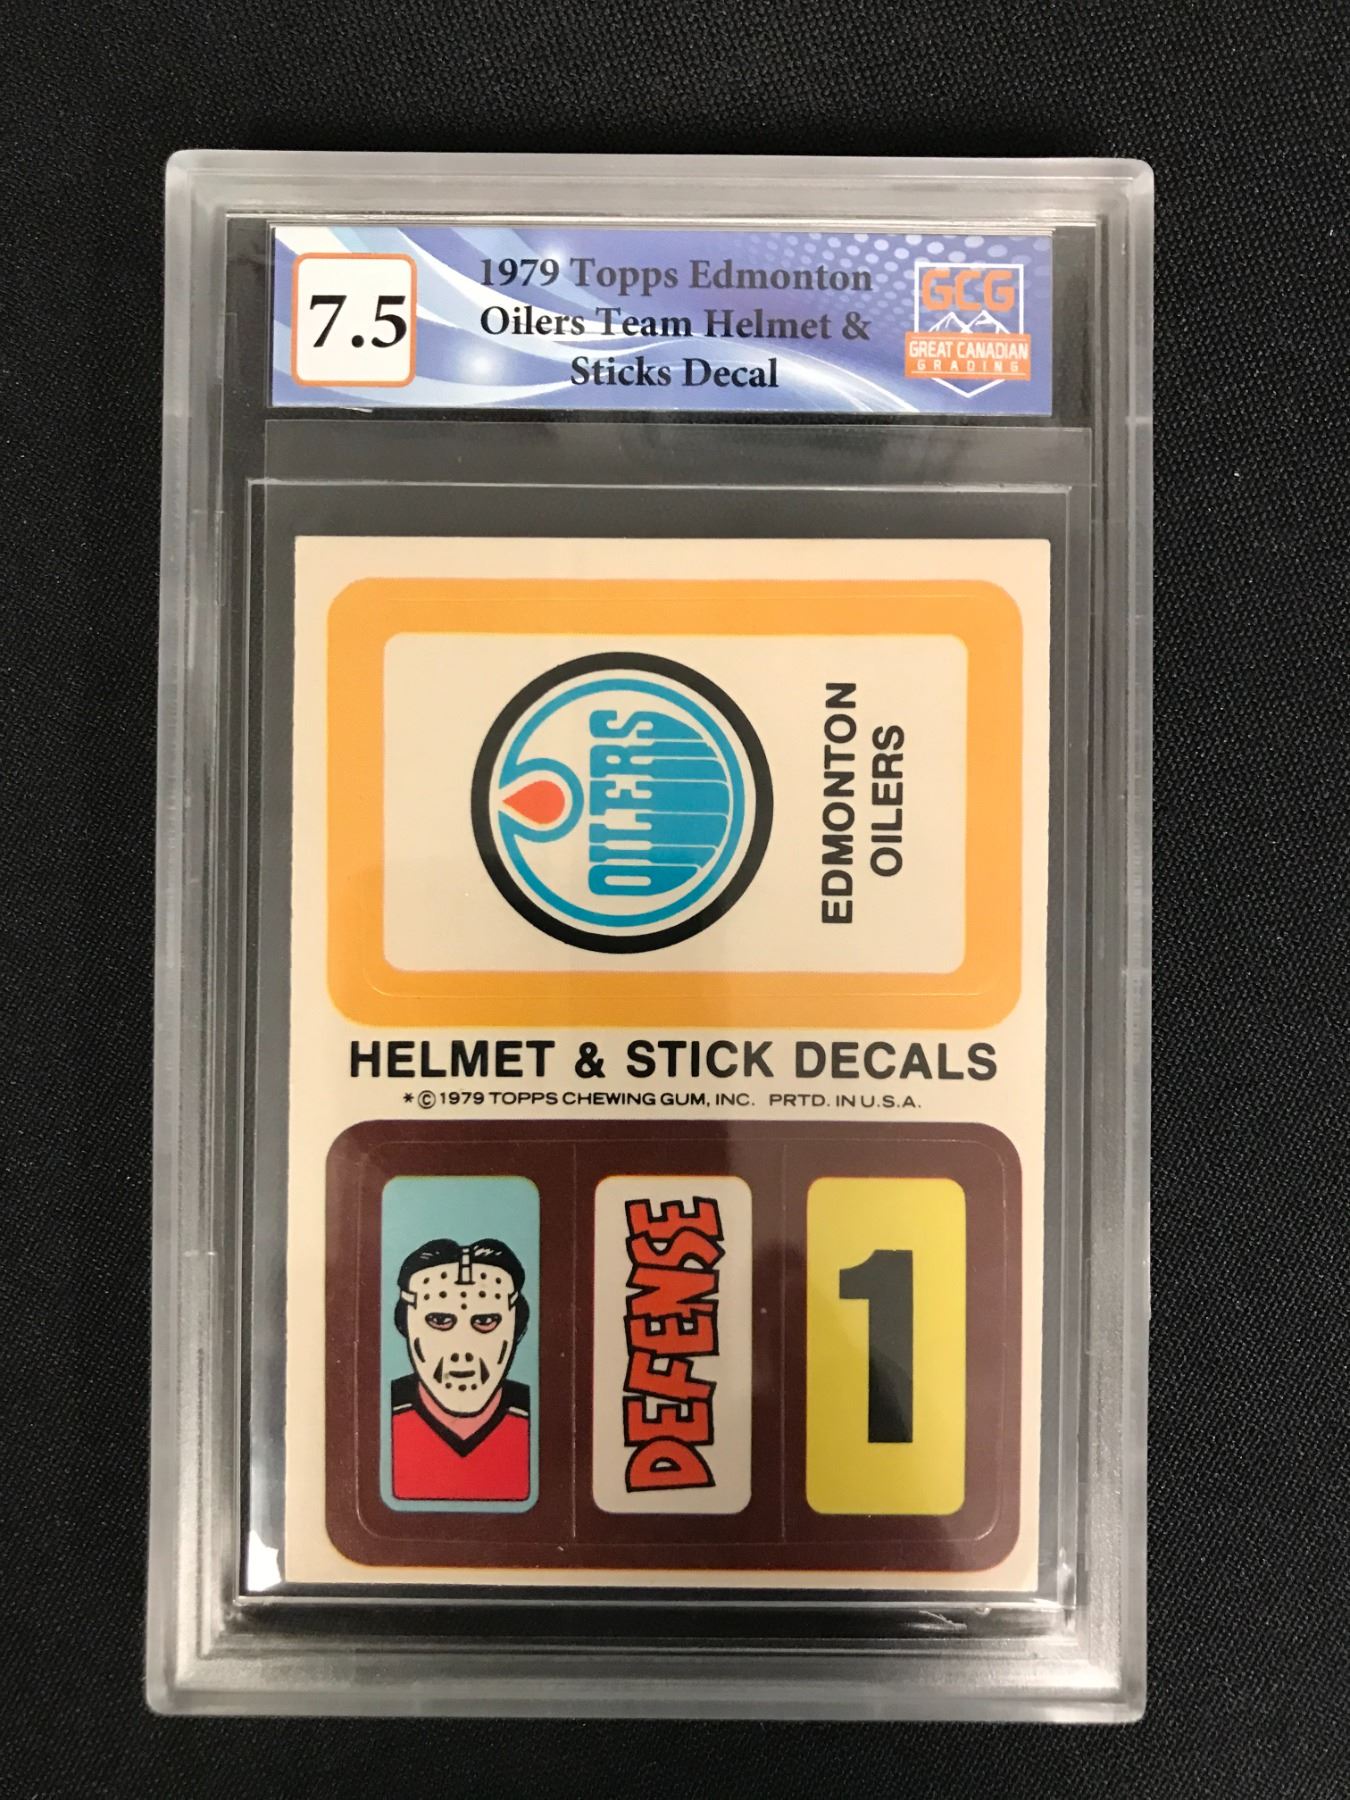 7.5
1979 Topps Edmonton
Oilers Team Helmet &
Sticks Decal
GCG
GREAT CANADIAN
GRADING
OILERS
EDMONTON
OILERS
HELMET & STICK DECALS
*©1979 TOPPS CHEWING GUM, INC. PRTD. IN U.S.A.
DEFENSE
1